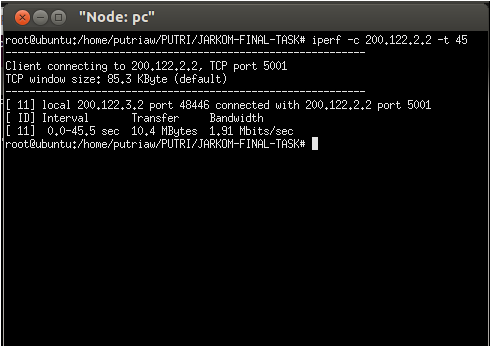 "Node: pc"
root@ubuntu:/home/putriaw/PUTRI/JARKOM-FINAL-TASK# iperf -c 200.122.2.2 -t 45
------------------------------------------------------------
Client connecting to 200.122.2.2, TCP port 5001
TCP window size: 85.3 KByte (default)
------------------------------------------------------------
[ 11] local 200.122.3.2 port 48446 connected with 200.122.2.2 port 5001
[ ID] Interval       Transfer     Bandwidth
[ 11]  0.0-45.5 sec  10.4 MBytes  1.91 Mbits/sec
root@ubuntu:/home/putriaw/PUTRI/JARKOM-FINAL-TASK#